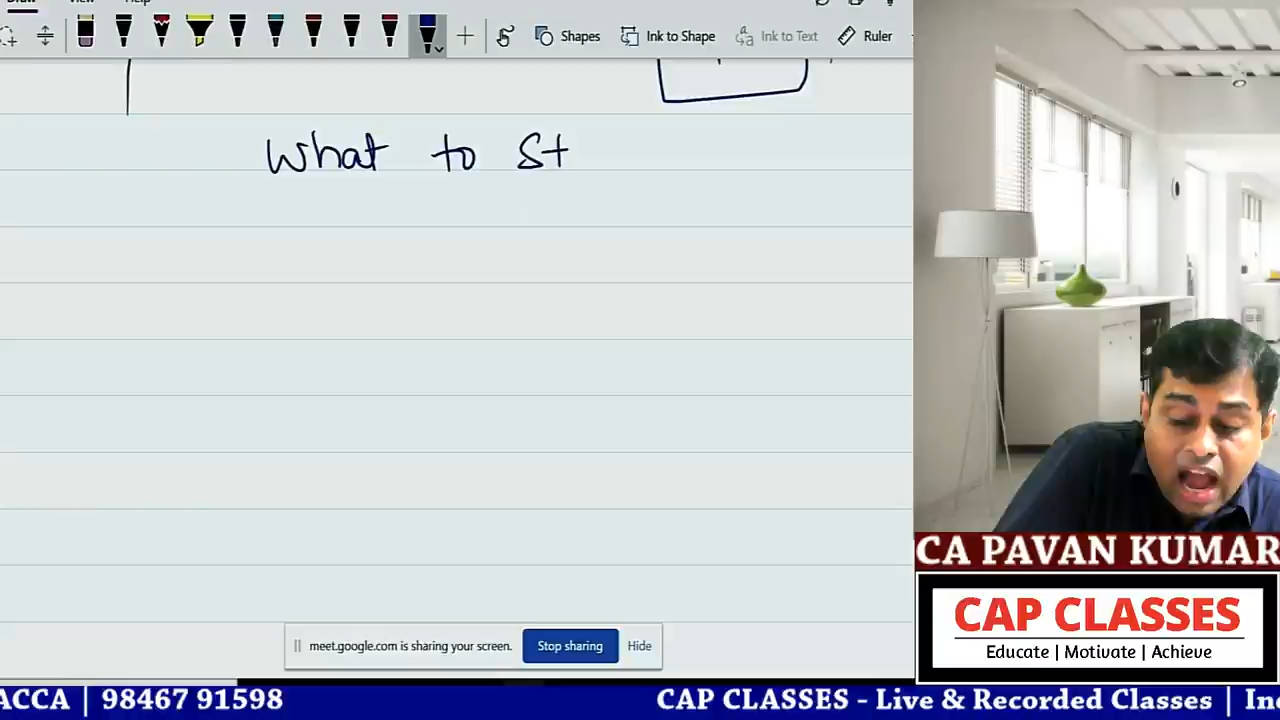 Shapes Ink to Shape Ink to Text Ruler
What to St
meet.google.com is sharing your screen. Stop sharing Hide
CA PAVAN KUMAR
CAP CLASSES
Educate | Motivate | Achieve
ACCA | 98467 91598 CAP CLASSES - Live & Recorded Classes |